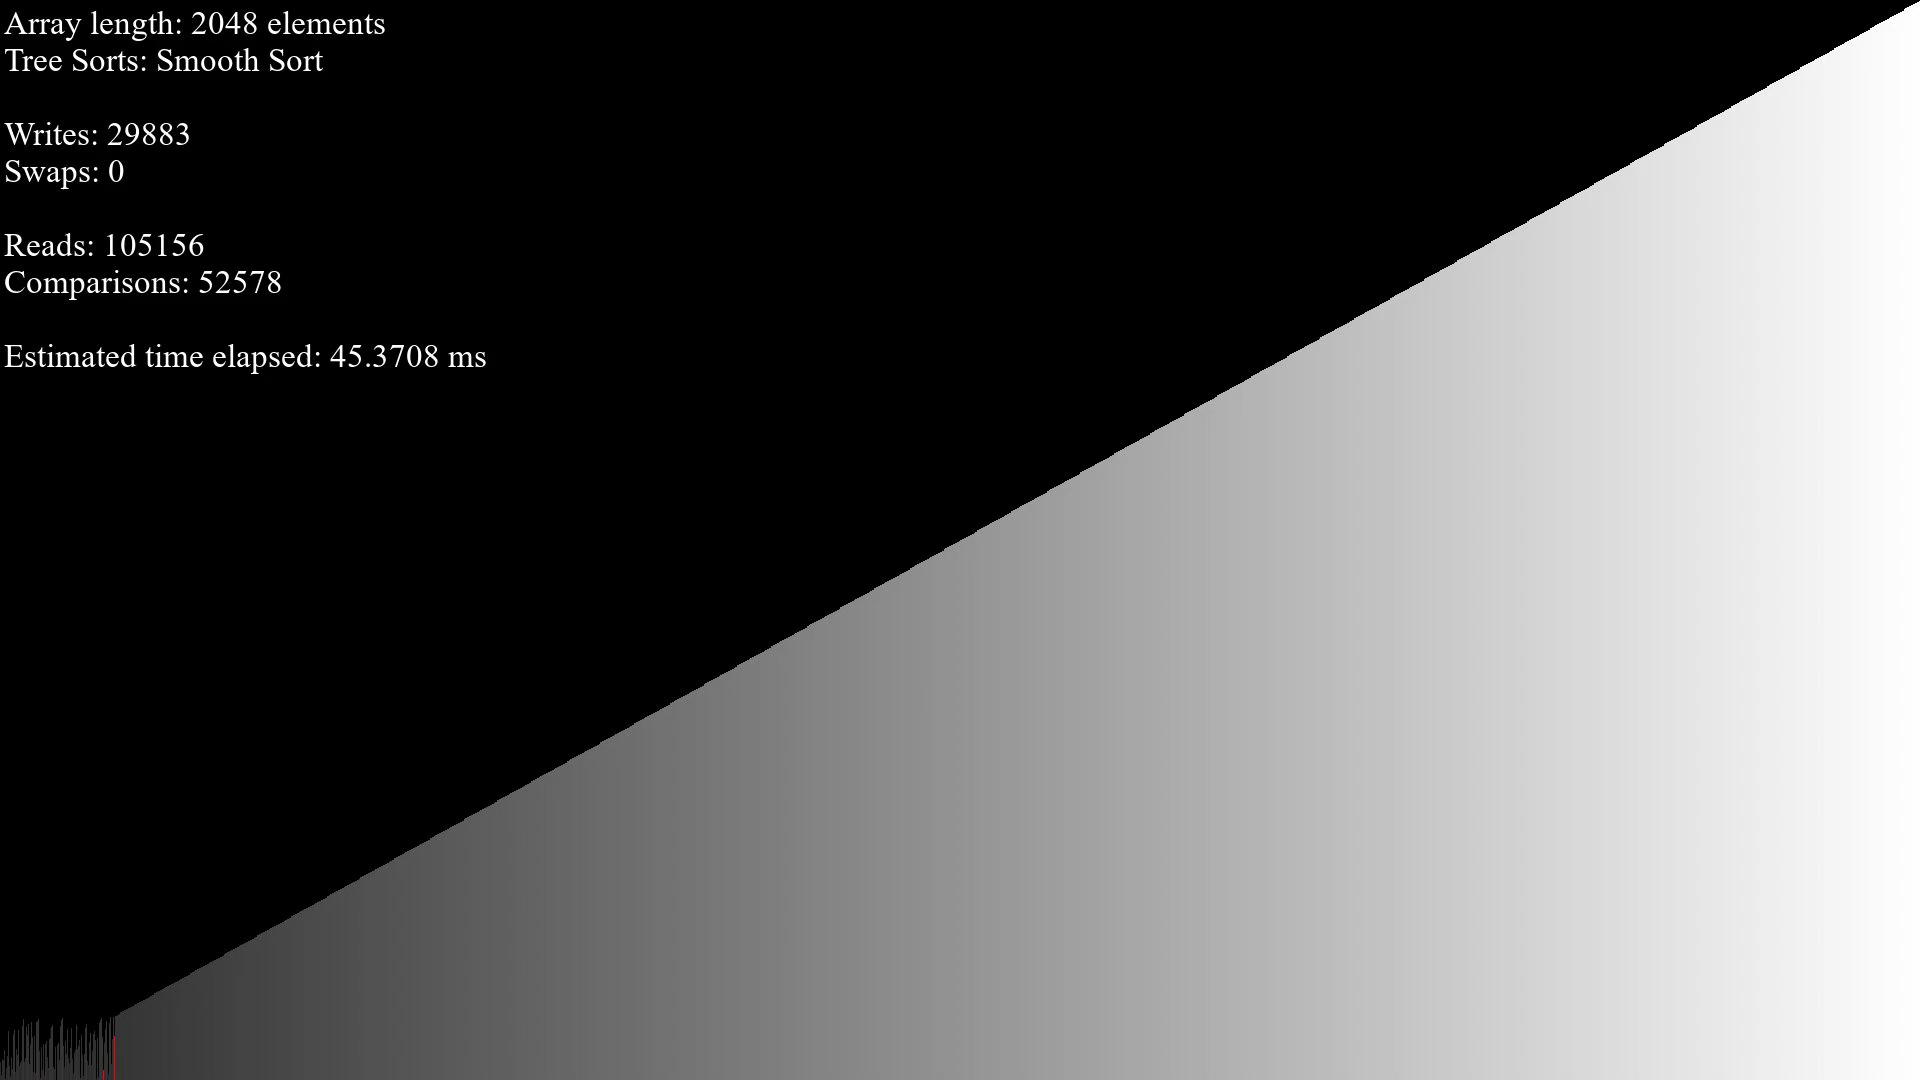 Array length: 2048 elements
Tree Sorts: Smooth Sort
Writes: 29883
Swaps: 0
Reads: 105156
Comparisons: 52578
Estimated time elapsed: 45.3708 ms